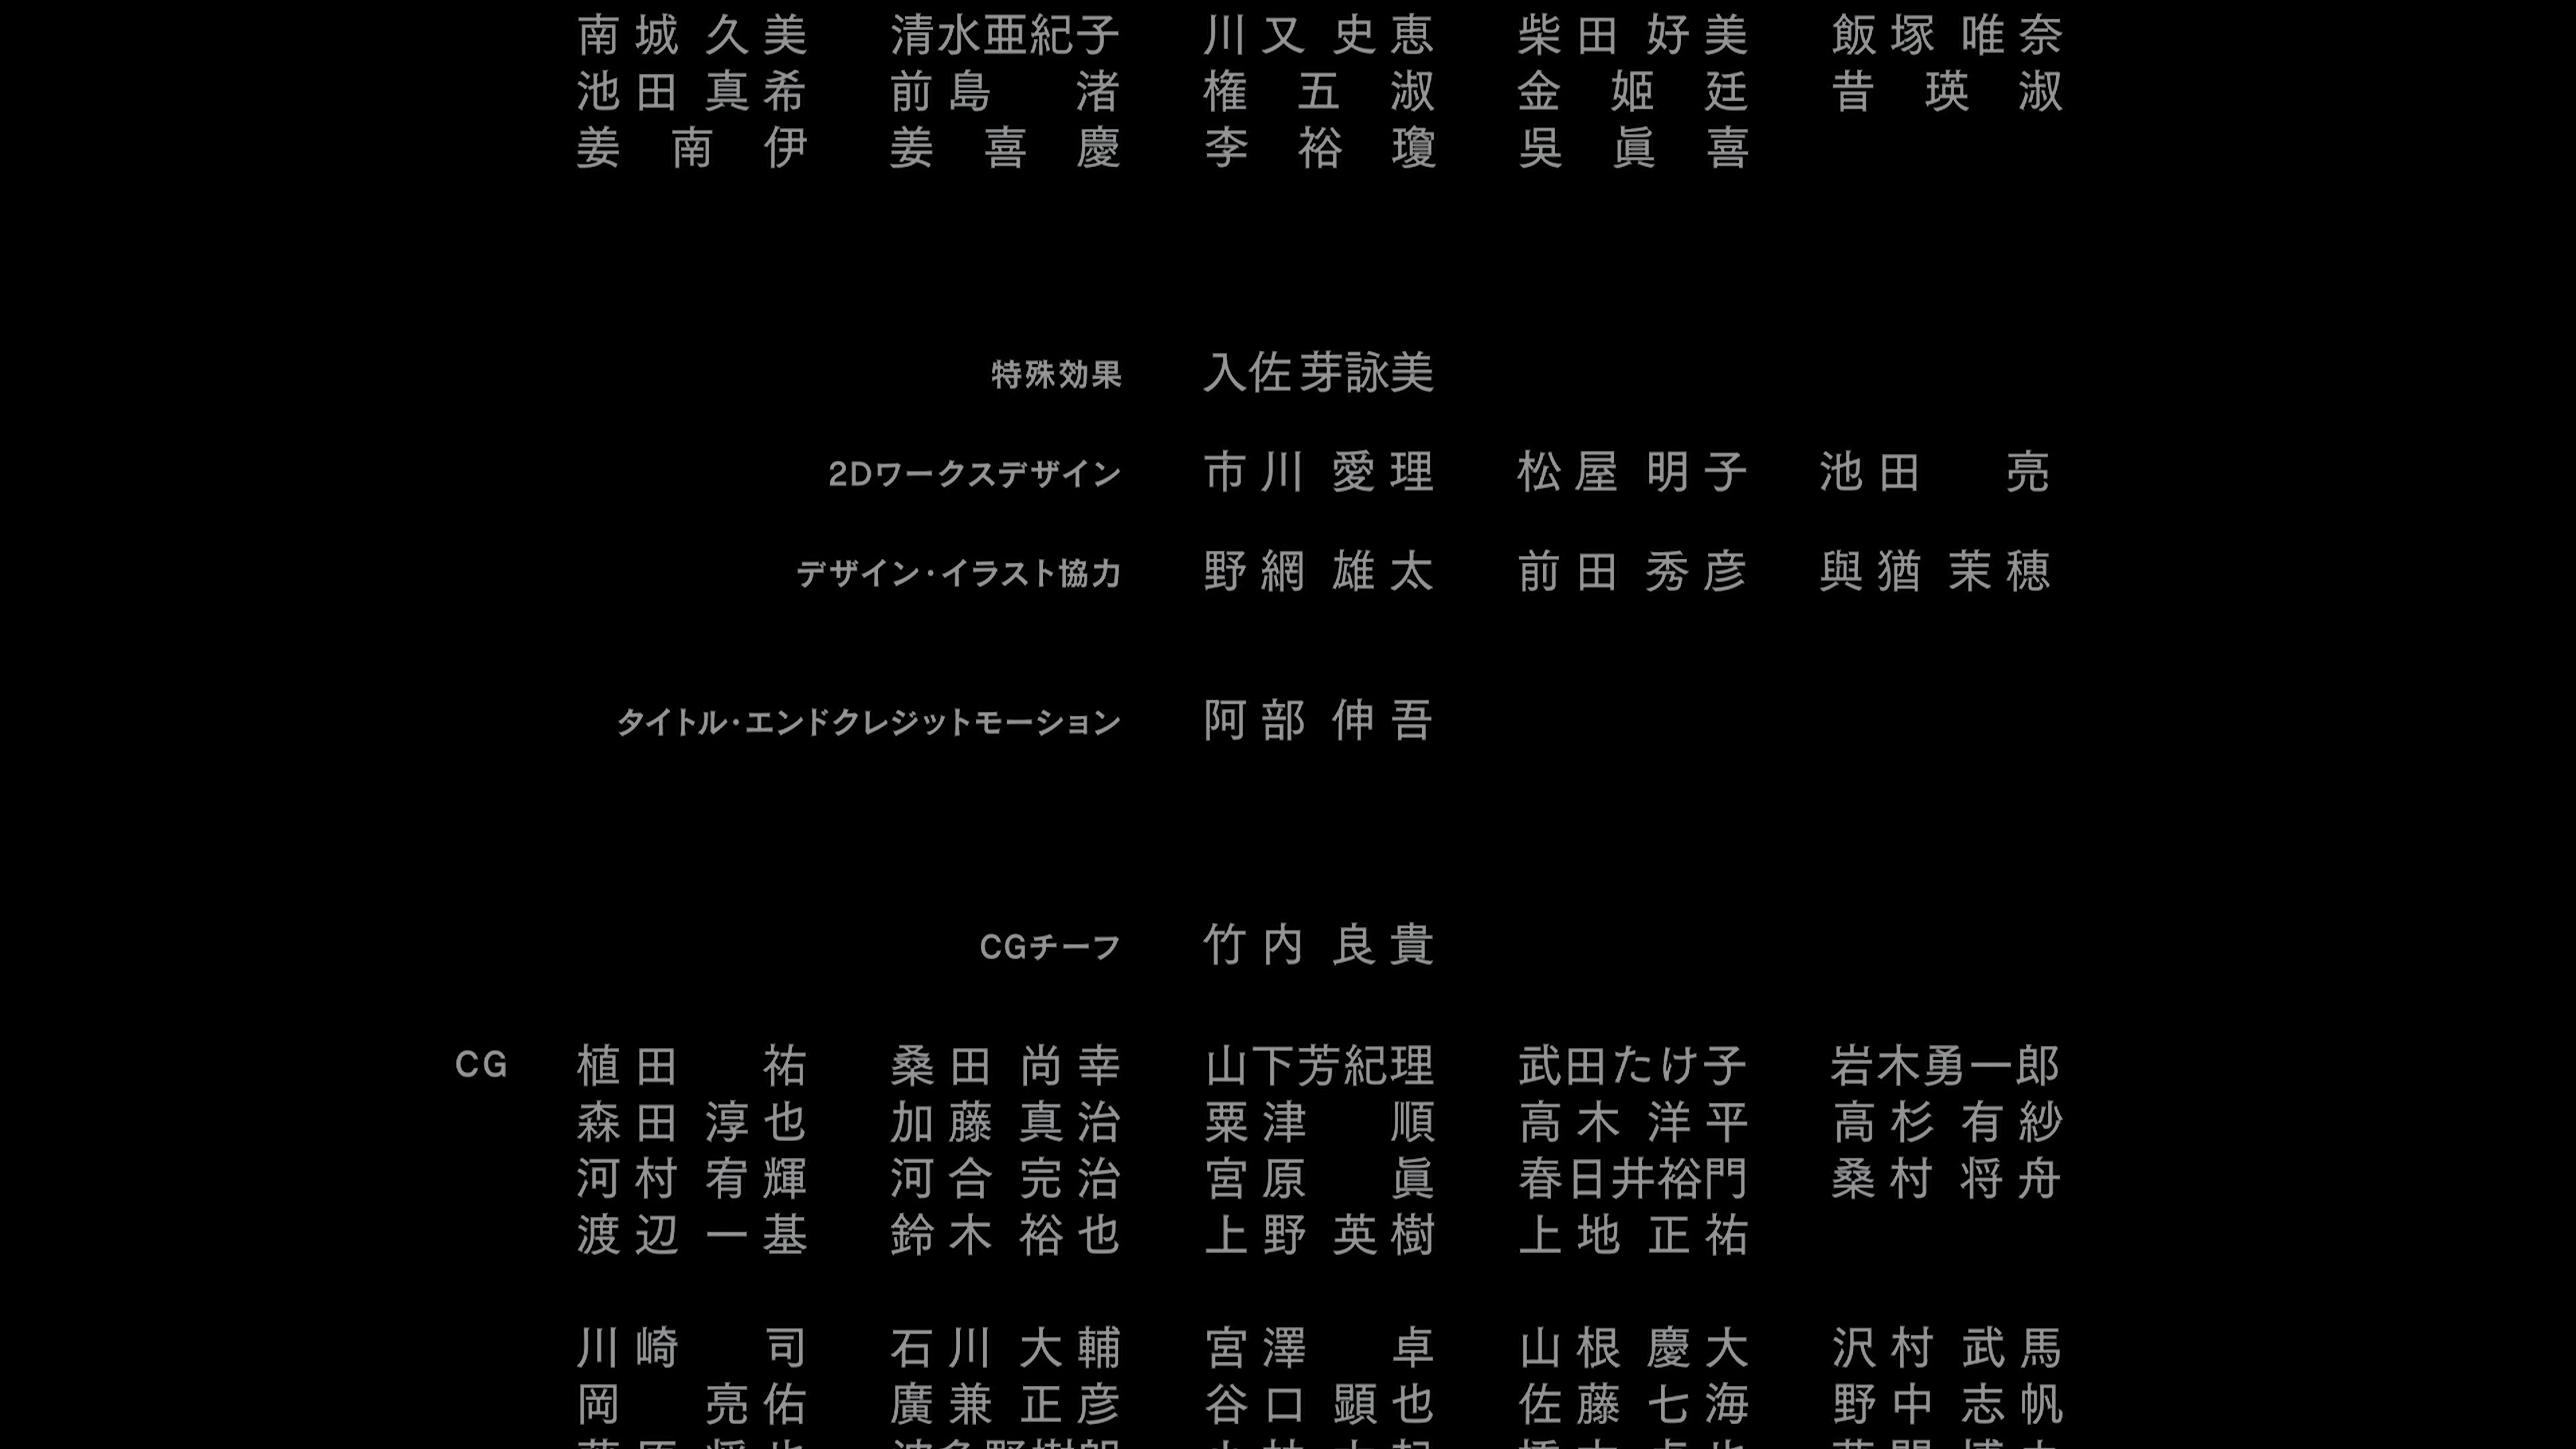 南城 久美 清水亜紀子 川又 史恵 柴田 好美 飯塚 唯奈
池田 真希 前島 渚 権 五淑 金 姫廷 昔 瑛淑
姜 南伊 姜 喜慶 李 裕瓊 呉 眞喜
特殊効果 入佐芽詠美
2Dワークスデザイン 市川 愛理 松屋 明子 池田 亮
デザイン・イラスト協力 野網 雄太 前田 秀彦 與猶 茉穂
タイトル・エンドクレジットモーション 阿部 伸吾
CGチーフ 竹内 良貴
CG 植田 祐 桑田 尚幸 山下芳紀理 武田たけ子 岩木勇一郎
森田 淳也 加藤 真治 粟津 順 高木 洋平 高杉 有紗
河村 宥輝 河合 完治 宮原 眞 春日井裕門 桑村 将舟
渡辺 一基 鈴木 裕也 上野 英樹 上地 正祐
川崎 司 石川 大輔 宮澤 卓 山根 慶大 沢村 武馬
岡 亮佑 廣兼 正彦 谷口 顕也 佐藤 七海 野中 志帆